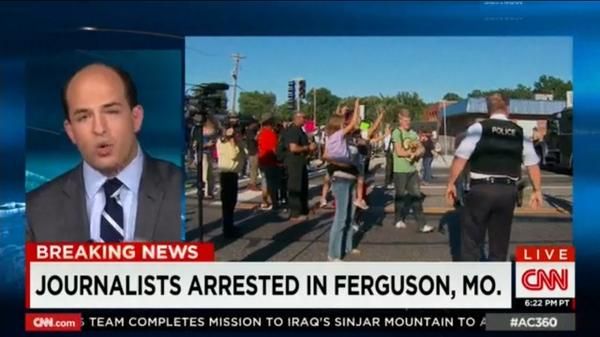 POLICE
BREAKING NEWS
LIVE
JOURNALISTS ARRESTED IN FERGUSON, MO.
CNN
6:22 PM PT
CNN.com
TEAM COMPLETES MISSION TO IRAQ'S SINJAR MOUNTAIN TO A
#AC360